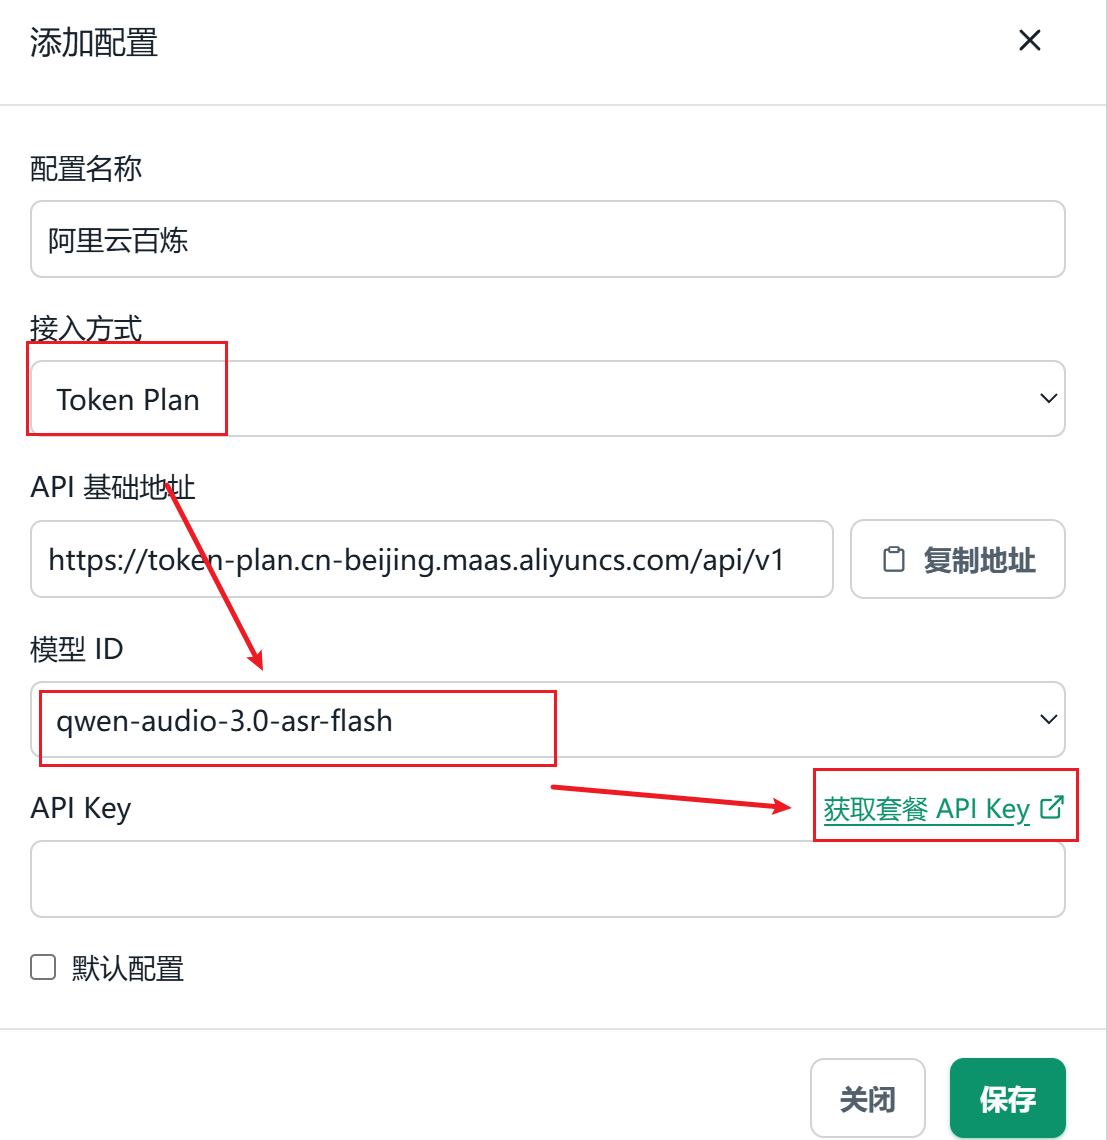 添加配置
配置名称
阿里云百炼
接入方式
Token Plan
API 基础地址
https://token-plan.cn-beijing.maas.aliyuncs.com/api/v1
复制地址
模型 ID
qwen-audio-3.0-asr-flash
API Key
获取套餐 API Key
默认配置
关闭
保存